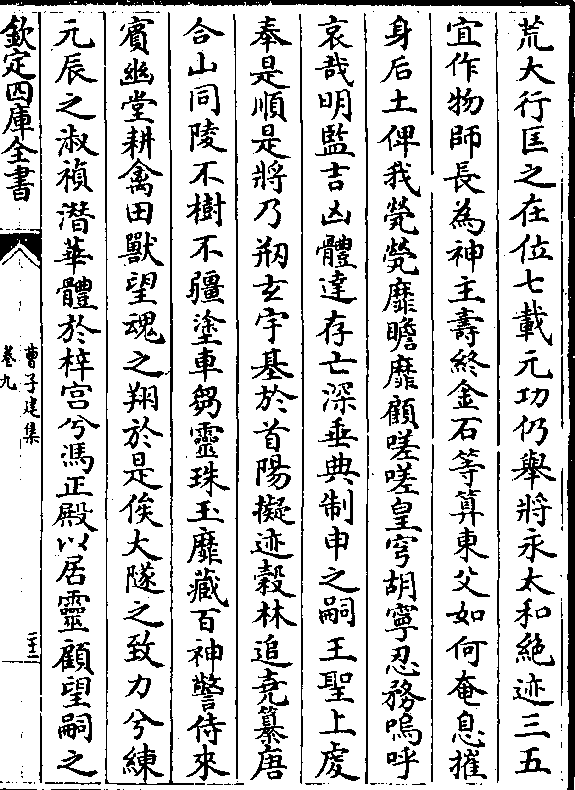 荒大行匡之在位七載元功仍舉將永太和絶迹三五
宜作物師長為神主壽終金石等算東父如何奄息摧
身后土俾我煢煢靡瞻靡顧嗟嗟皇穹胡寧忍務嗚呼
哀哉明監吉凶體達存亡深垂典制申之嗣王聖上䖍
奉是順是將乃剏玄宇基於首陽擬迹穀林追堯纂唐
合山同陵不樹不疆塗車芻靈珠玉靡藏百神警侍來
賓幽堂耕禽田獸望魂之翔於是俟大隧之致力兮練
元辰之淑禎潛華體於梓宫兮馮正殿以居靈顧望嗣之
欽定四庫全書
曹子建集
卷九
二十二